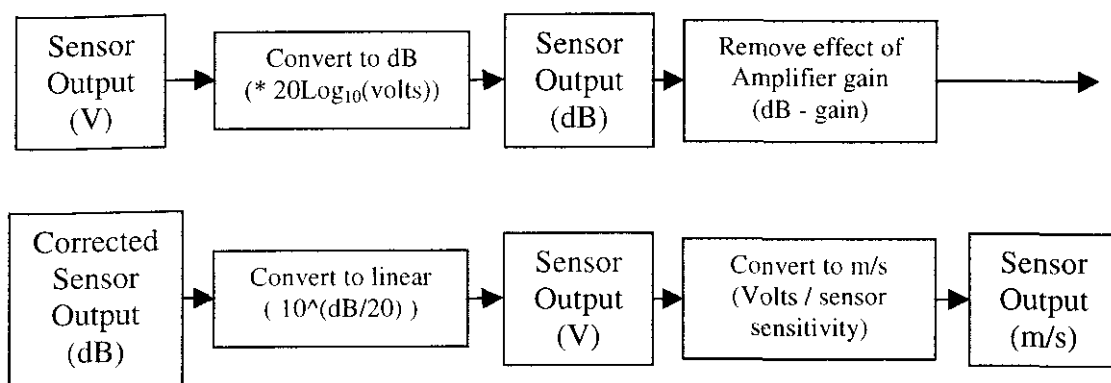 Sensor
Output
(V)
Convert to dB
(* 20Log₁₀(volts))
Sensor
Output
(dB)
Remove effect of
Amplifier gain
(dB - gain)
Corrected
Sensor
Output
(dB)
Convert to linear
( 10^(dB/20) )
Sensor
Output
(V)
Convert to m/s
(Volts / sensor
sensitivity)
Sensor
Output
(m/s)